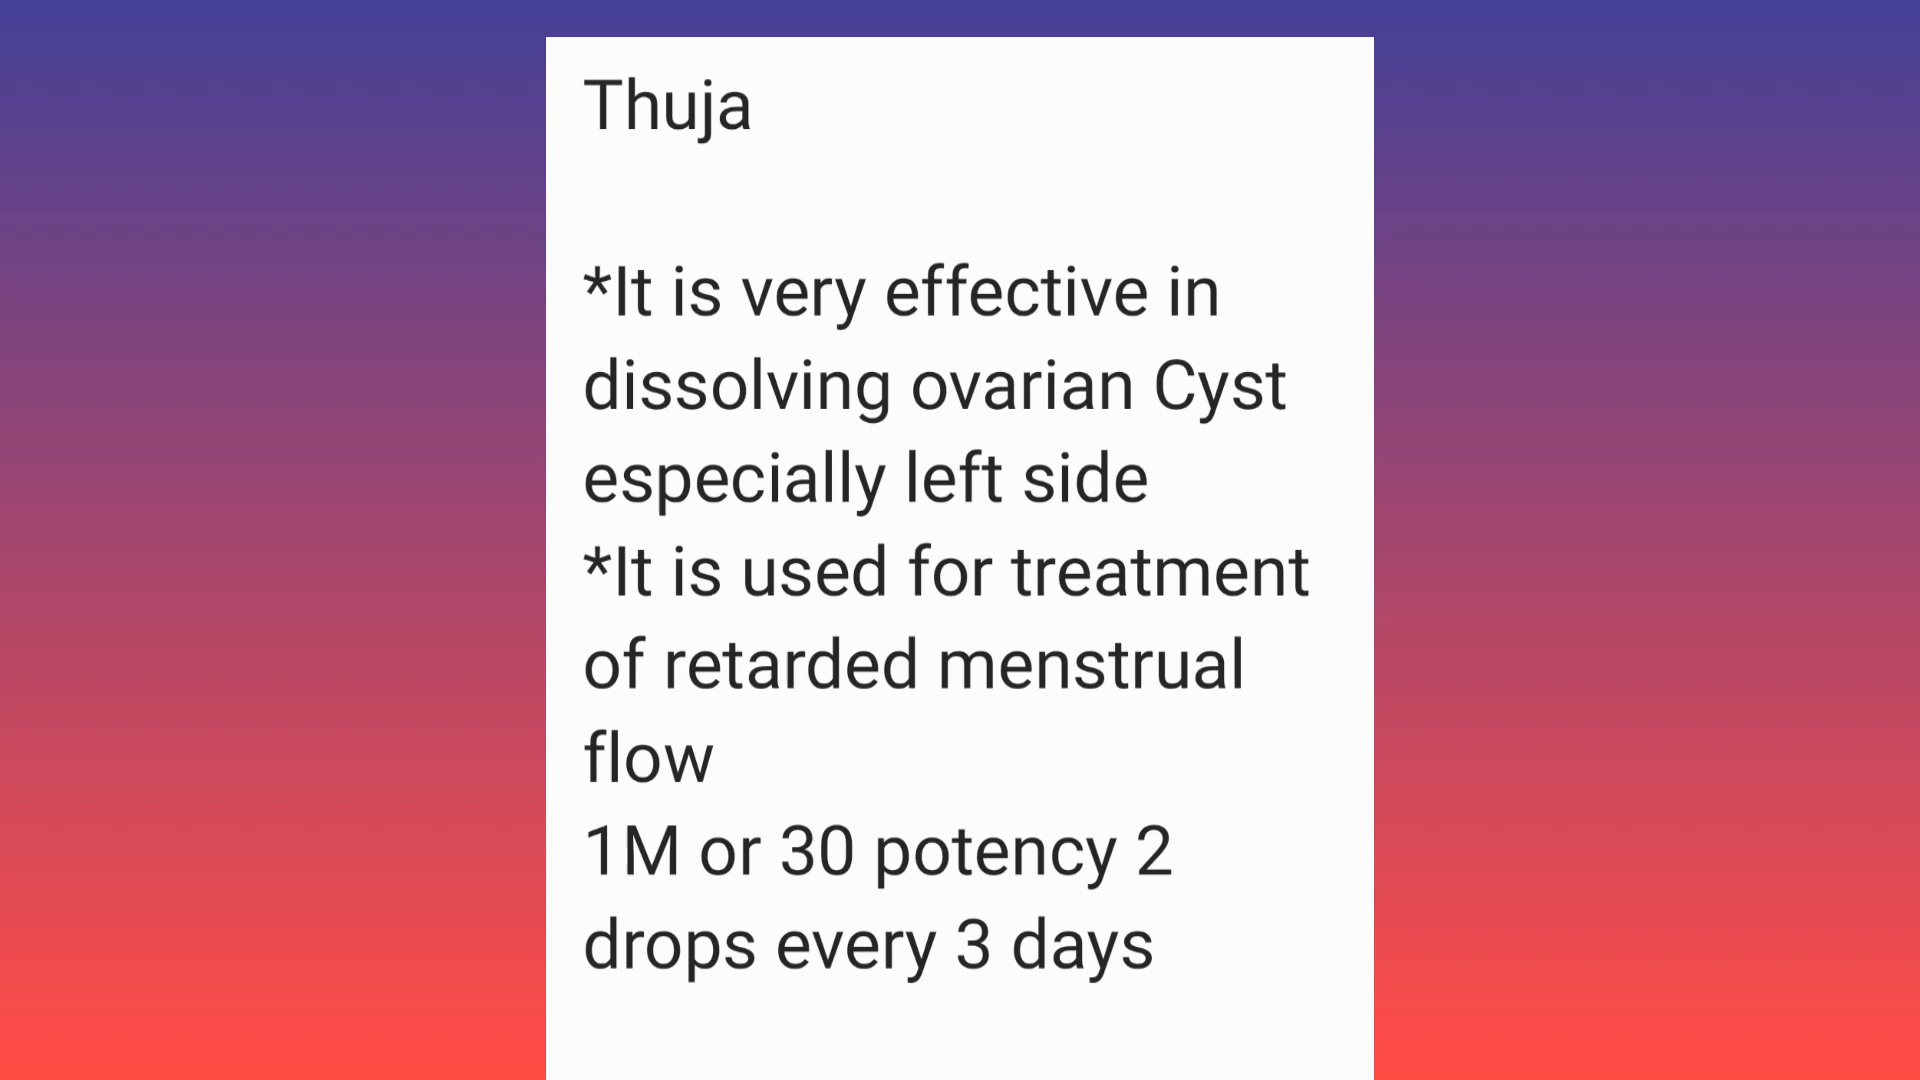 Thuja
*It is very effective in
dissolving ovarian Cyst
especially left side
*It is used for treatment
of retarded menstrual
flow
1M or 30 potency 2
drops every 3 days